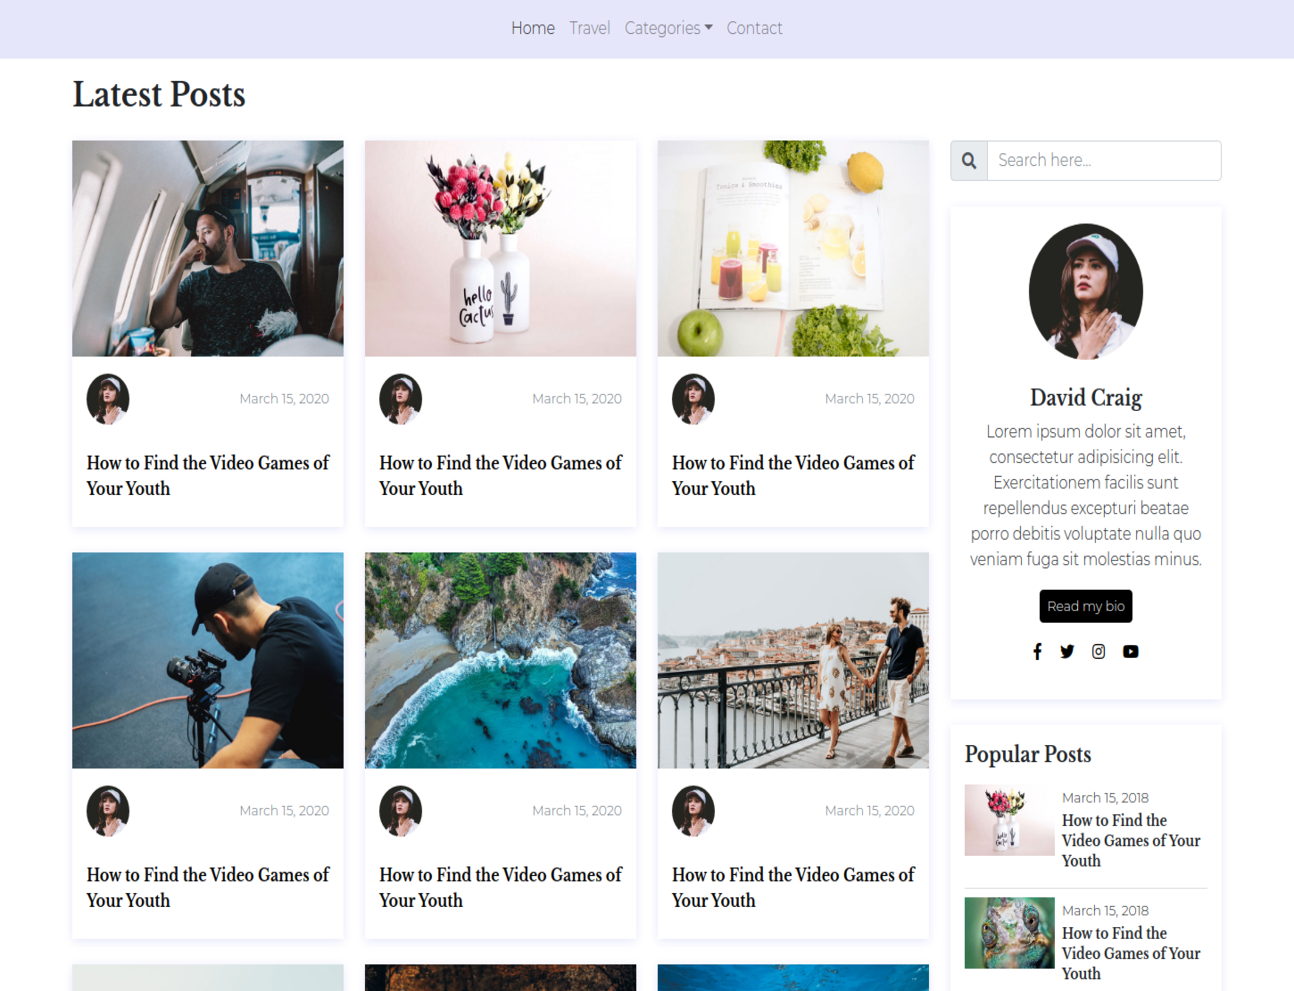 Home Travel Categories Contact
Latest Posts
Search here...
hello
Cactus
Tonics & Smoothies
March 15, 2020
March 15, 2020
March 15, 2020
How to Find the Video Games of
Your Youth
How to Find the Video Games of
Your Youth
How to Find the Video Games of
Your Youth
March 15, 2020
March 15, 2020
March 15, 2020
How to Find the Video Games of
Your Youth
How to Find the Video Games of
Your Youth
How to Find the Video Games of
Your Youth
David Craig
Lorem ipsum dolor sit amet,
consectetur adipisicing elit.
Exercitationem facilis sunt
repellendus excepturi beatae
porro debitis voluptate nulla quo
veniam fuga sit molestias minus.
Read my bio
Popular Posts
March 15, 2018
How to Find the
Video Games of Your
Youth
March 15, 2018
How to Find the
Video Games of Your
Youth